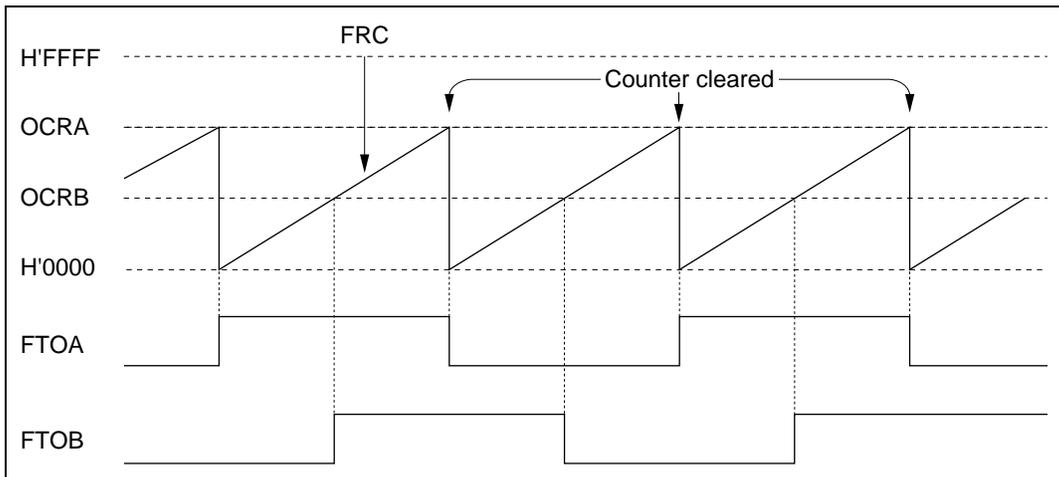 FRC
H'FFFF
Counter cleared
OCRA
OCRB
H'0000
FTOA
FTOB